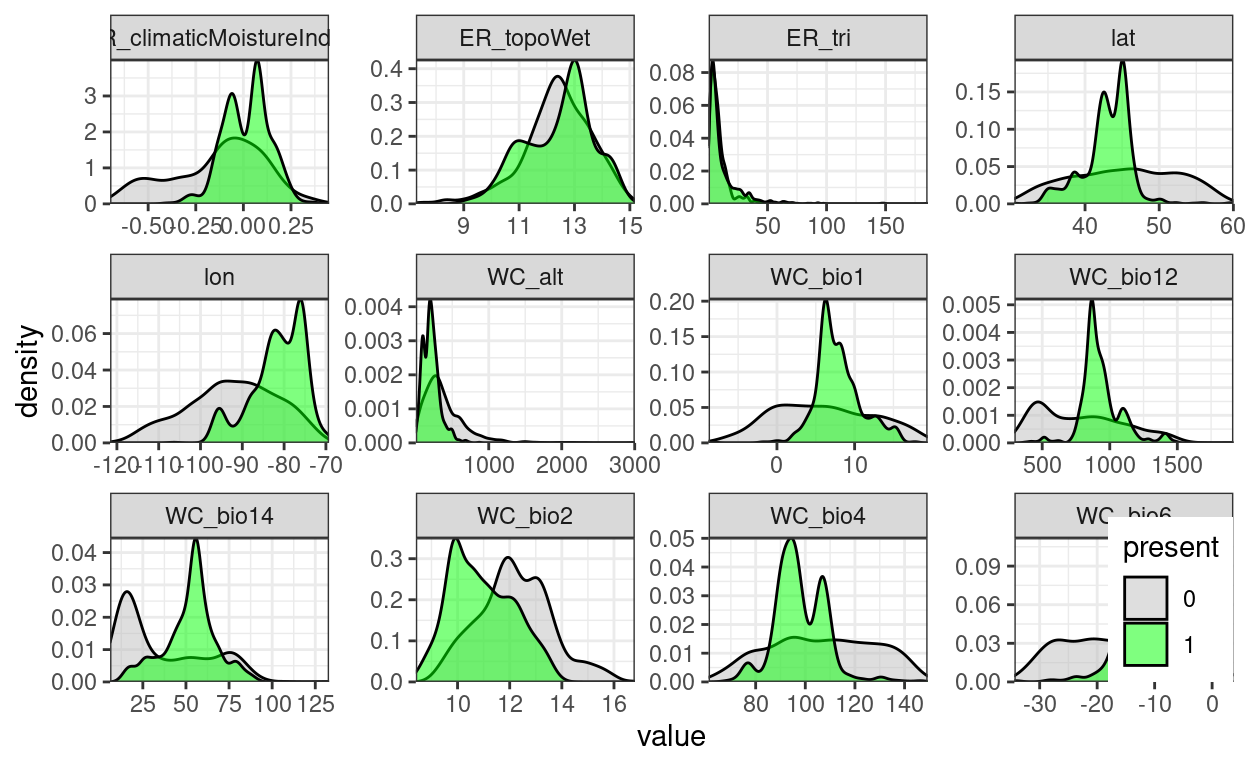 R_climaticMoistureInd ER_topoWet ER_tri lat
3 2 1 0
0.4 0.3 0.2 0.1 0.0
0.08 0.06 0.04 0.02 0.00
0.15 0.10 0.05 0.00
-0.50 -0.25 0.00 0.25 9 11 13 15 50 100 150 40 50 60
lon WC_alt WC_bio1 WC_bio12
0.06 0.04 0.02 0.00
0.004 0.003 0.002 0.001 0.000
0.20 0.15 0.10 0.05 0.00
0.005 0.004 0.003 0.002 0.001 0.000
-120 -110 -100 -90 -80 -70 1000 2000 3000 0 10 500 1000 1500
WC_bio14 WC_bio2 WC_bio4 WC_bio6
0.04 0.03 0.02 0.01 0.00
0.3 0.2 0.1 0.0
0.05 0.04 0.03 0.02 0.01 0.00
0.09 0.06 0.03 0.00
25 50 75 100 125 10 12 14 16 80 100 120 140 -30 -20 -10 0
density
value
present
0
1